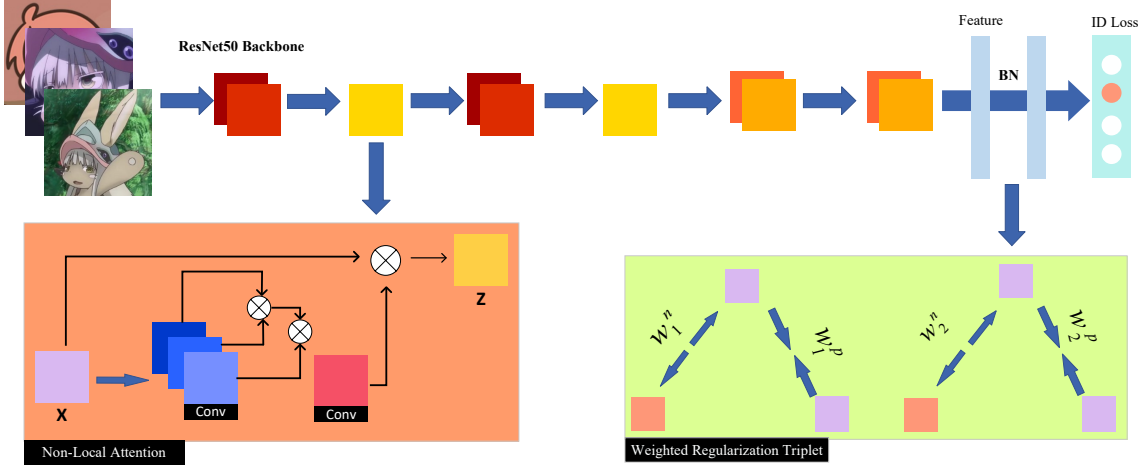 Feature
ID Loss
ResNet50 Backbone
BN
X
Conv
Conv
Z
Non-Local Attention
w₁ⁿ
w₁ᵖ
w₂ⁿ
w₂ᵖ
Weighted Regularization Triplet